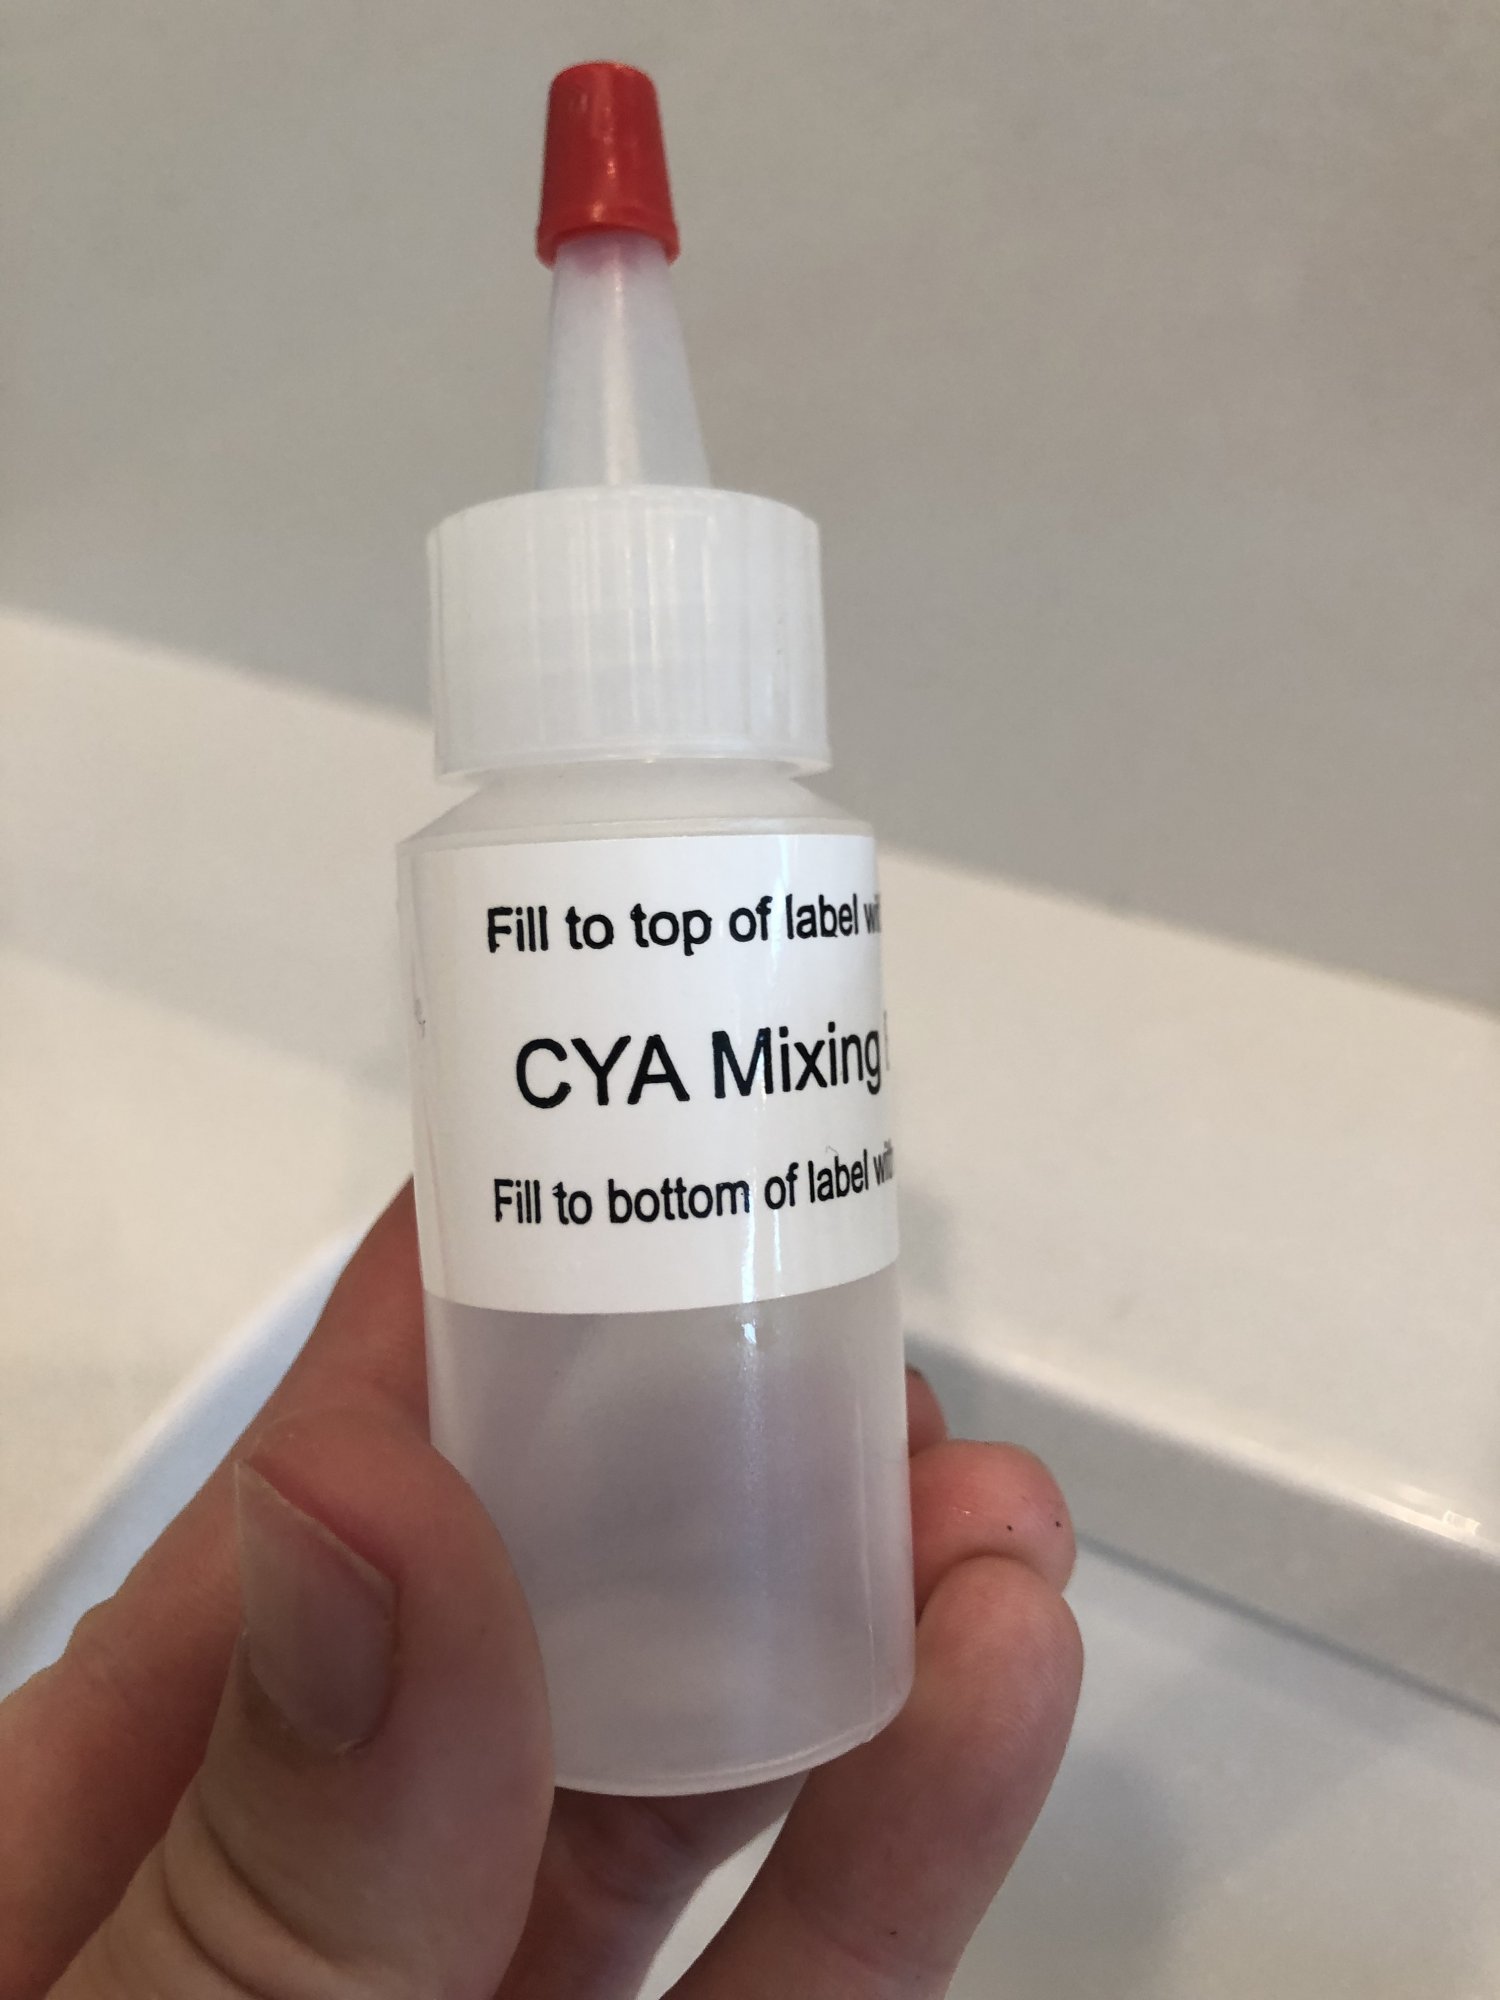 Fill to top of label
CYA Mixing
Fill to bottom of label